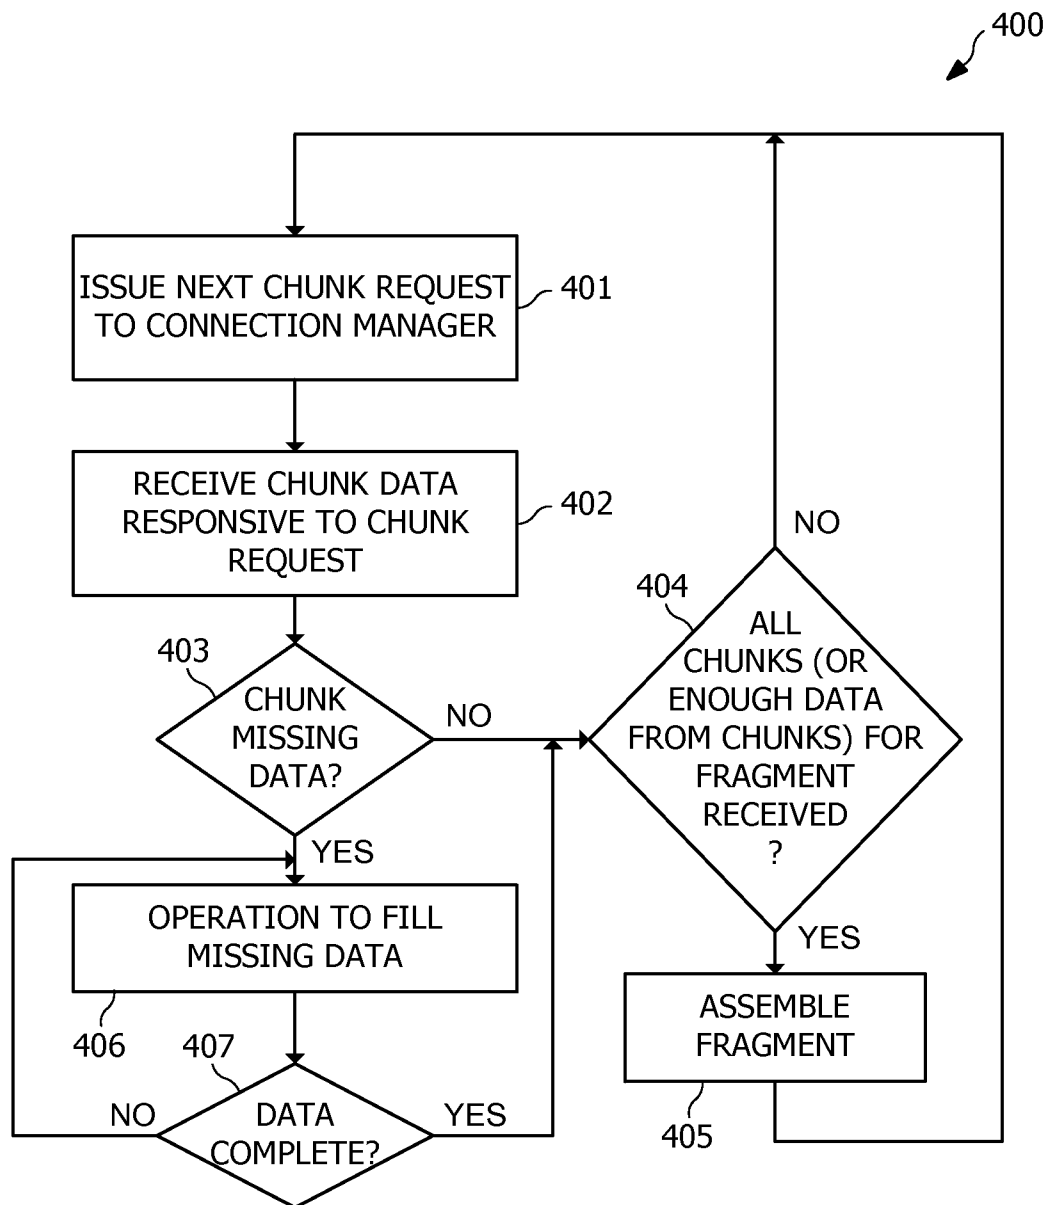 400
ISSUE NEXT CHUNK REQUEST
TO CONNECTION MANAGER
401
RECEIVE CHUNK DATA
RESPONSIVE TO CHUNK
REQUEST
402
403
CHUNK
MISSING
DATA?
NO
YES
404
ALL
CHUNKS (OR
ENOUGH DATA
FROM CHUNKS) FOR
FRAGMENT
RECEIVED
?
NO
YES
OPERATION TO FILL
MISSING DATA
406
407
DATA
COMPLETE?
NO
YES
ASSEMBLE
FRAGMENT
405